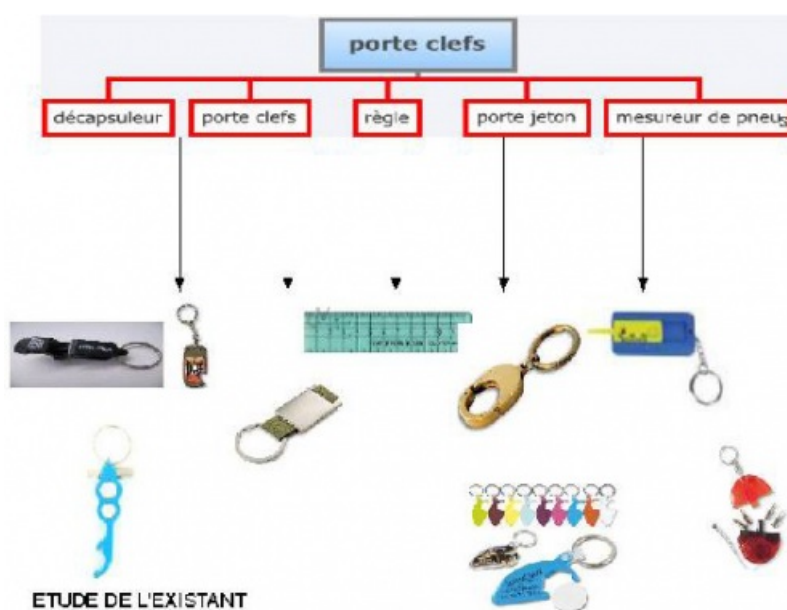 porte clefs
décapsuleur
porte clefs
règle
porte jeton
mesureur de pneus
ETUDE DE L'EXISTANT